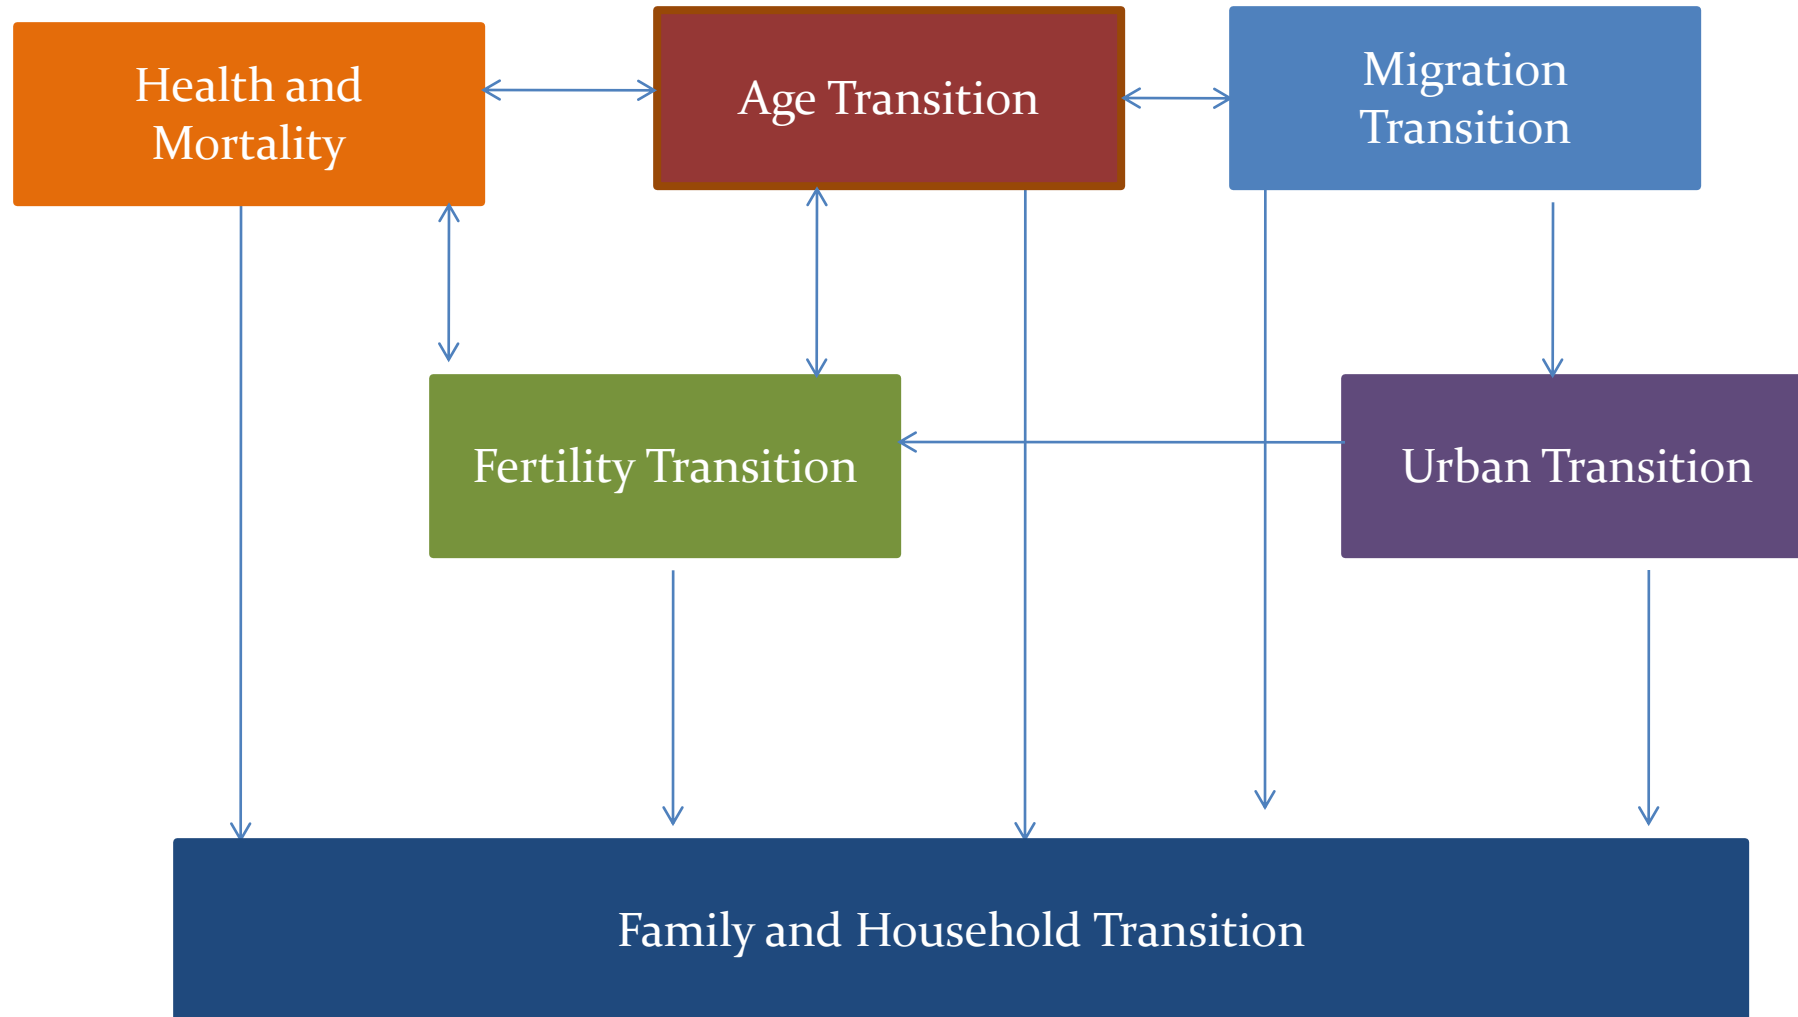 Health and
Mortality
Age Transition
Migration
Transition
Fertility Transition
Urban Transition
Family and Household Transition